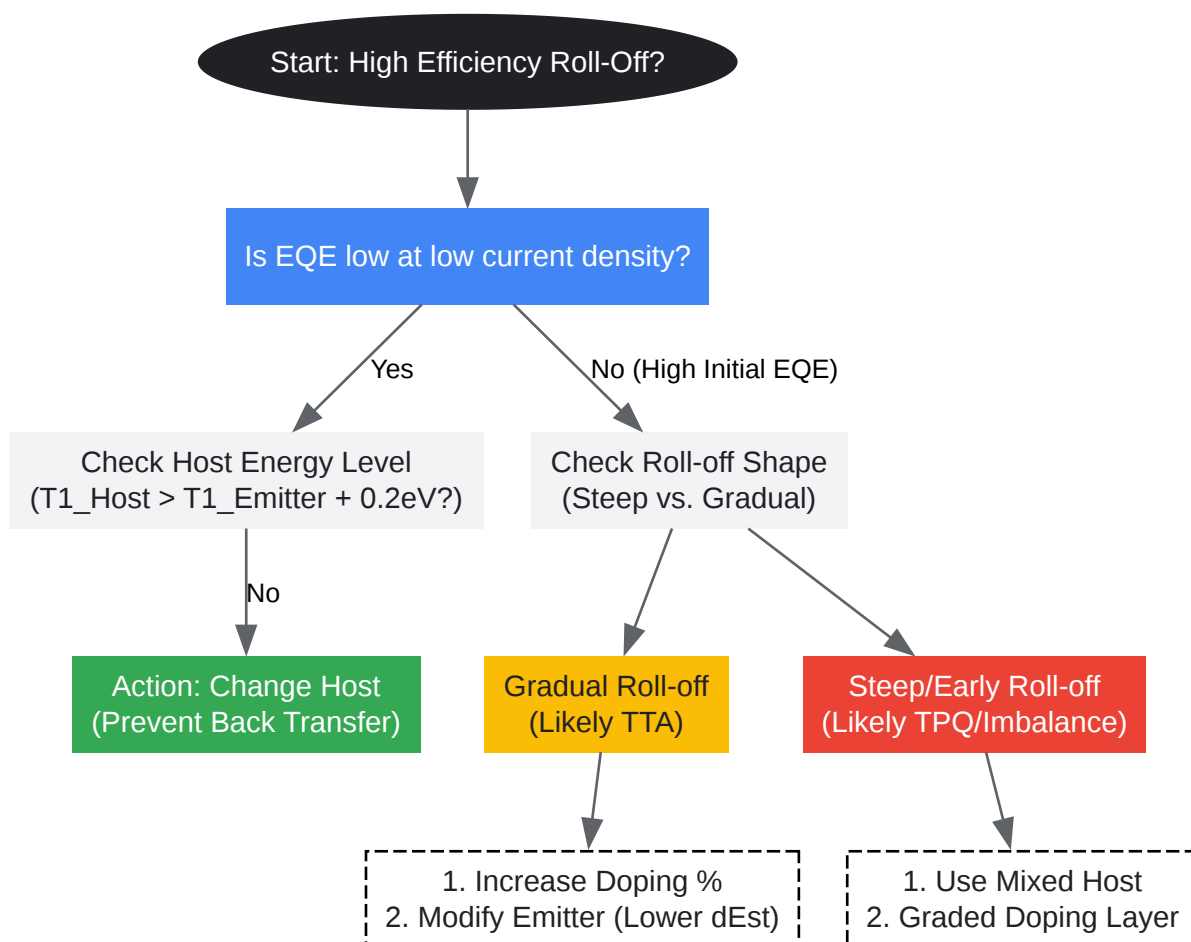 Start: High Efficiency Roll-Off?
Is EQE low at low current density?
Yes
No (High Initial EQE)
Check Host Energy Level
(T1_Host > T1_Emitter + 0.2eV?)
Check Roll-off Shape
(Steep vs. Gradual)
No
Action: Change Host
(Prevent Back Transfer)
Gradual Roll-off
(Likely TTA)
Steep/Early Roll-off
(Likely TPQ/Imbalance)
1. Increase Doping %
2. Modify Emitter (Lower dEst)
1. Use Mixed Host
2. Graded Doping Layer